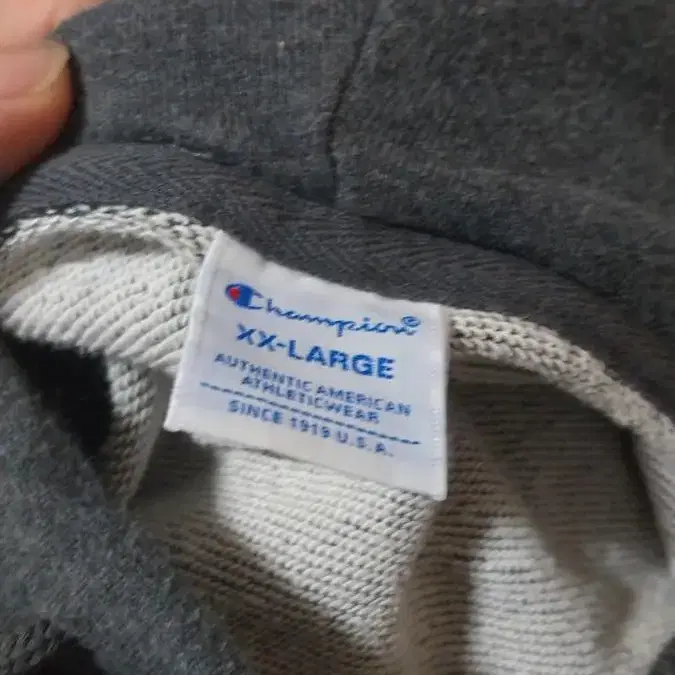 Champion®
XX-LARGE
AUTHENTIC AMERICAN
ATHLETICWEAR
SINCE 1919 U.S.A.